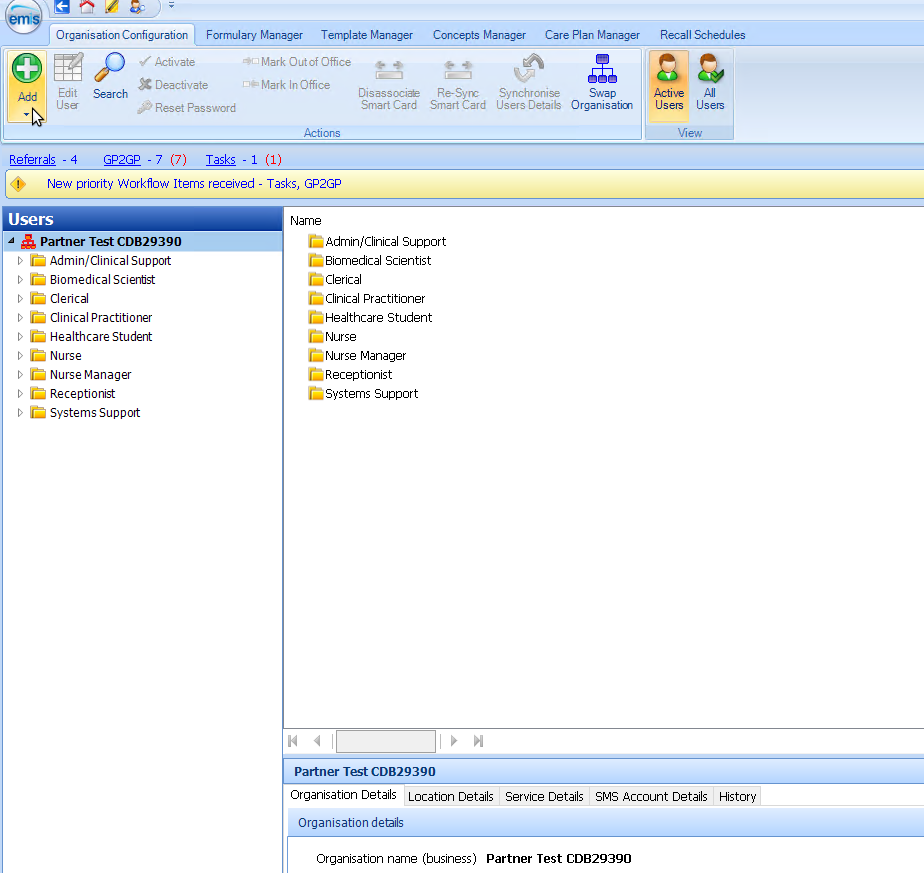 emis
Organisation Configuration Formulary Manager Template Manager Concepts Manager Care Plan Manager Recall Schedules
Add
Edit User
Search
Activate
Deactivate
Reset Password
Mark Out of Office
Mark In Office
Disassociate Smart Card
Re-Sync Smart Card
Synchronise Users Details
Swap Organisation
Active Users
All Users
Actions
View
Referrals - 4 GP2GP - 7 (7) Tasks - 1 (1)
New priority Workflow Items received - Tasks, GP2GP
Users
Partner Test CDB29390
Admin/Clinical Support
Biomedical Scientist
Clerical
Clinical Practitioner
Healthcare Student
Nurse
Nurse Manager
Receptionist
Systems Support
Name
Admin/Clinical Support
Biomedical Scientist
Clerical
Clinical Practitioner
Healthcare Student
Nurse
Nurse Manager
Receptionist
Systems Support
Partner Test CDB29390
Organisation Details Location Details Service Details SMS Account Details History
Organisation details
Organisation name (business) Partner Test CDB29390